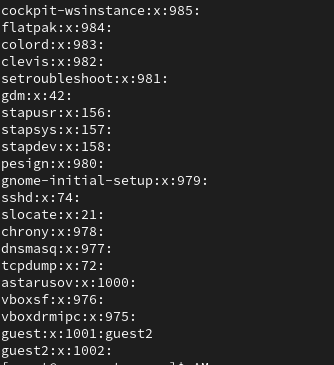 cockpit-wsinstance:x:985:
flatpak:x:984:
colord:x:983:
clevis:x:982:
setroubleshoot:x:981:
gdm:x:42:
stapusr:x:156:
stapsys:x:157:
stapdev:x:158:
pesign:x:980:
gnome-initial-setup:x:979:
sshd:x:74:
slocate:x:21:
chrony:x:978:
dnsmasq:x:977:
tcpdump:x:72:
astarusov:x:1000:
vboxsf:x:976:
vboxdrmipc:x:975:
guest:x:1001:guest2
guest2:x:1002: